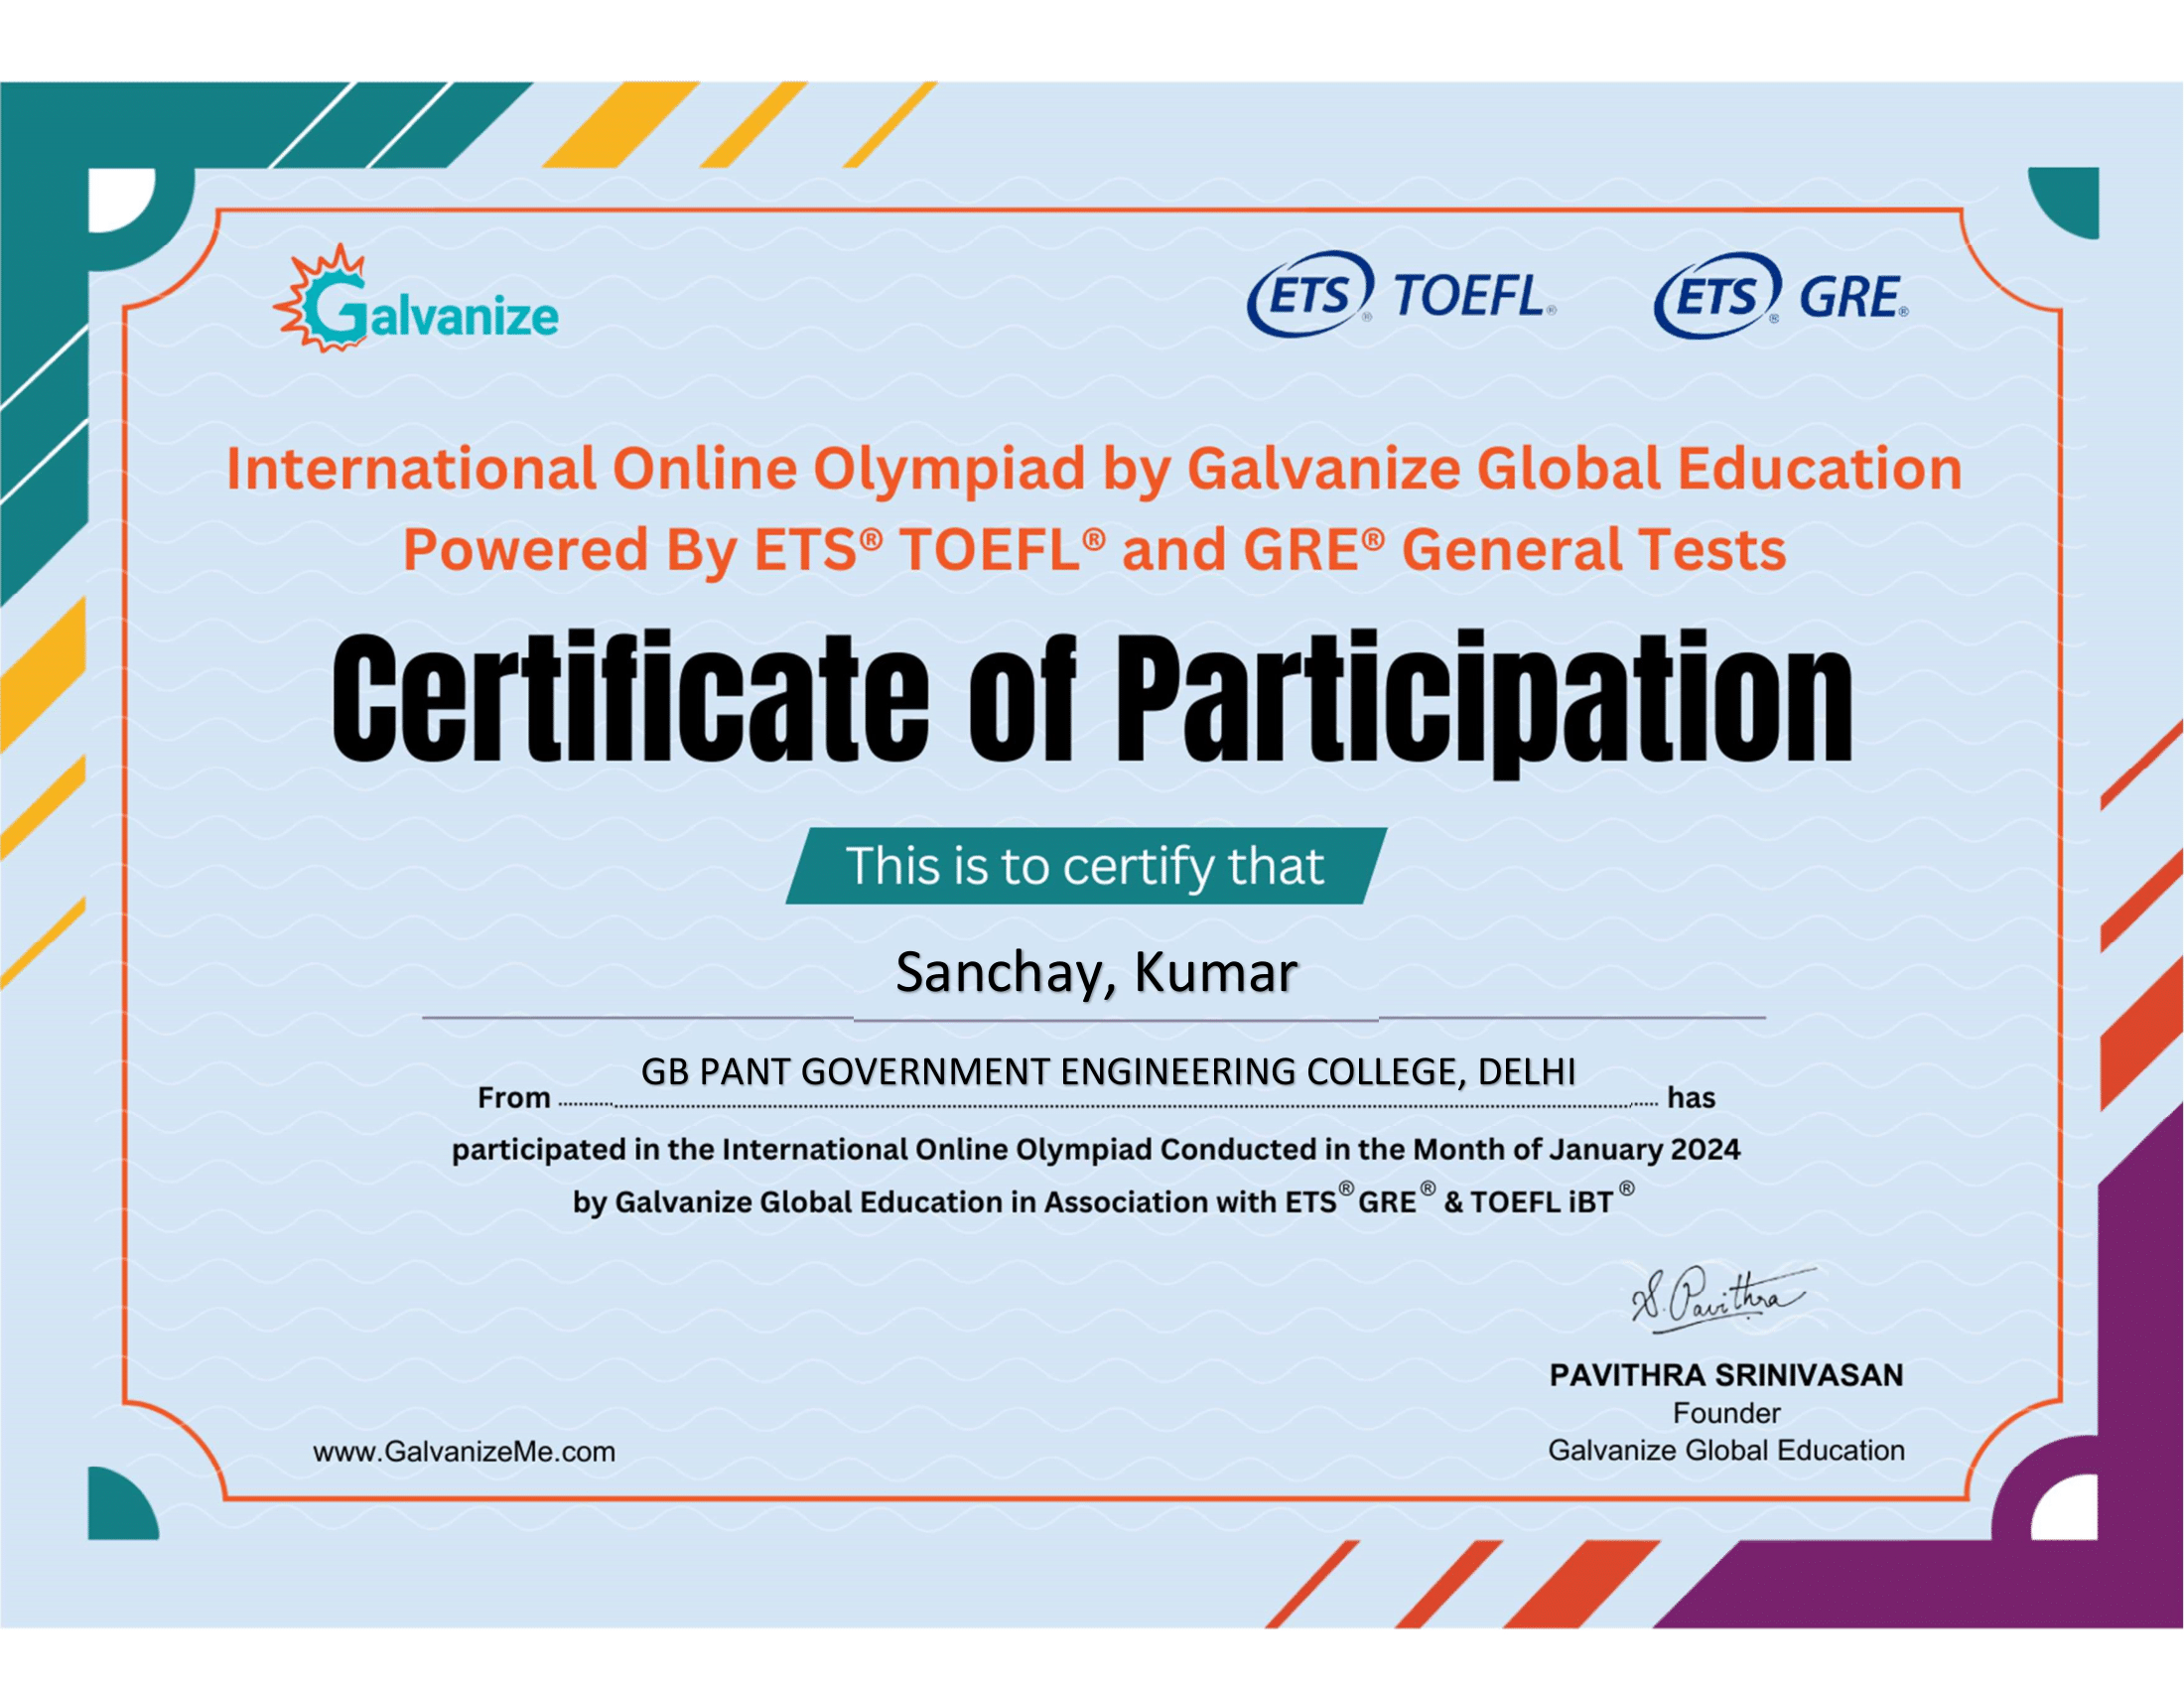 Galvanize
ETS® TOEFL®
ETS® GRE®
International Online Olympiad by Galvanize Global Education
Powered By ETS® TOEFL® and GRE® General Tests
Certificate of Participation
This is to certify that
Sanchay, Kumar
GB PANT GOVERNMENT ENGINEERING COLLEGE, DELHI
From ........ has
participated in the International Online Olympiad Conducted in the Month of January 2024
by Galvanize Global Education in Association with ETS® GRE® & TOEFL iBT®
S. Pavithra
PAVITHRA SRINIVASAN
Founder
Galvanize Global Education
www.GalvanizeMe.com